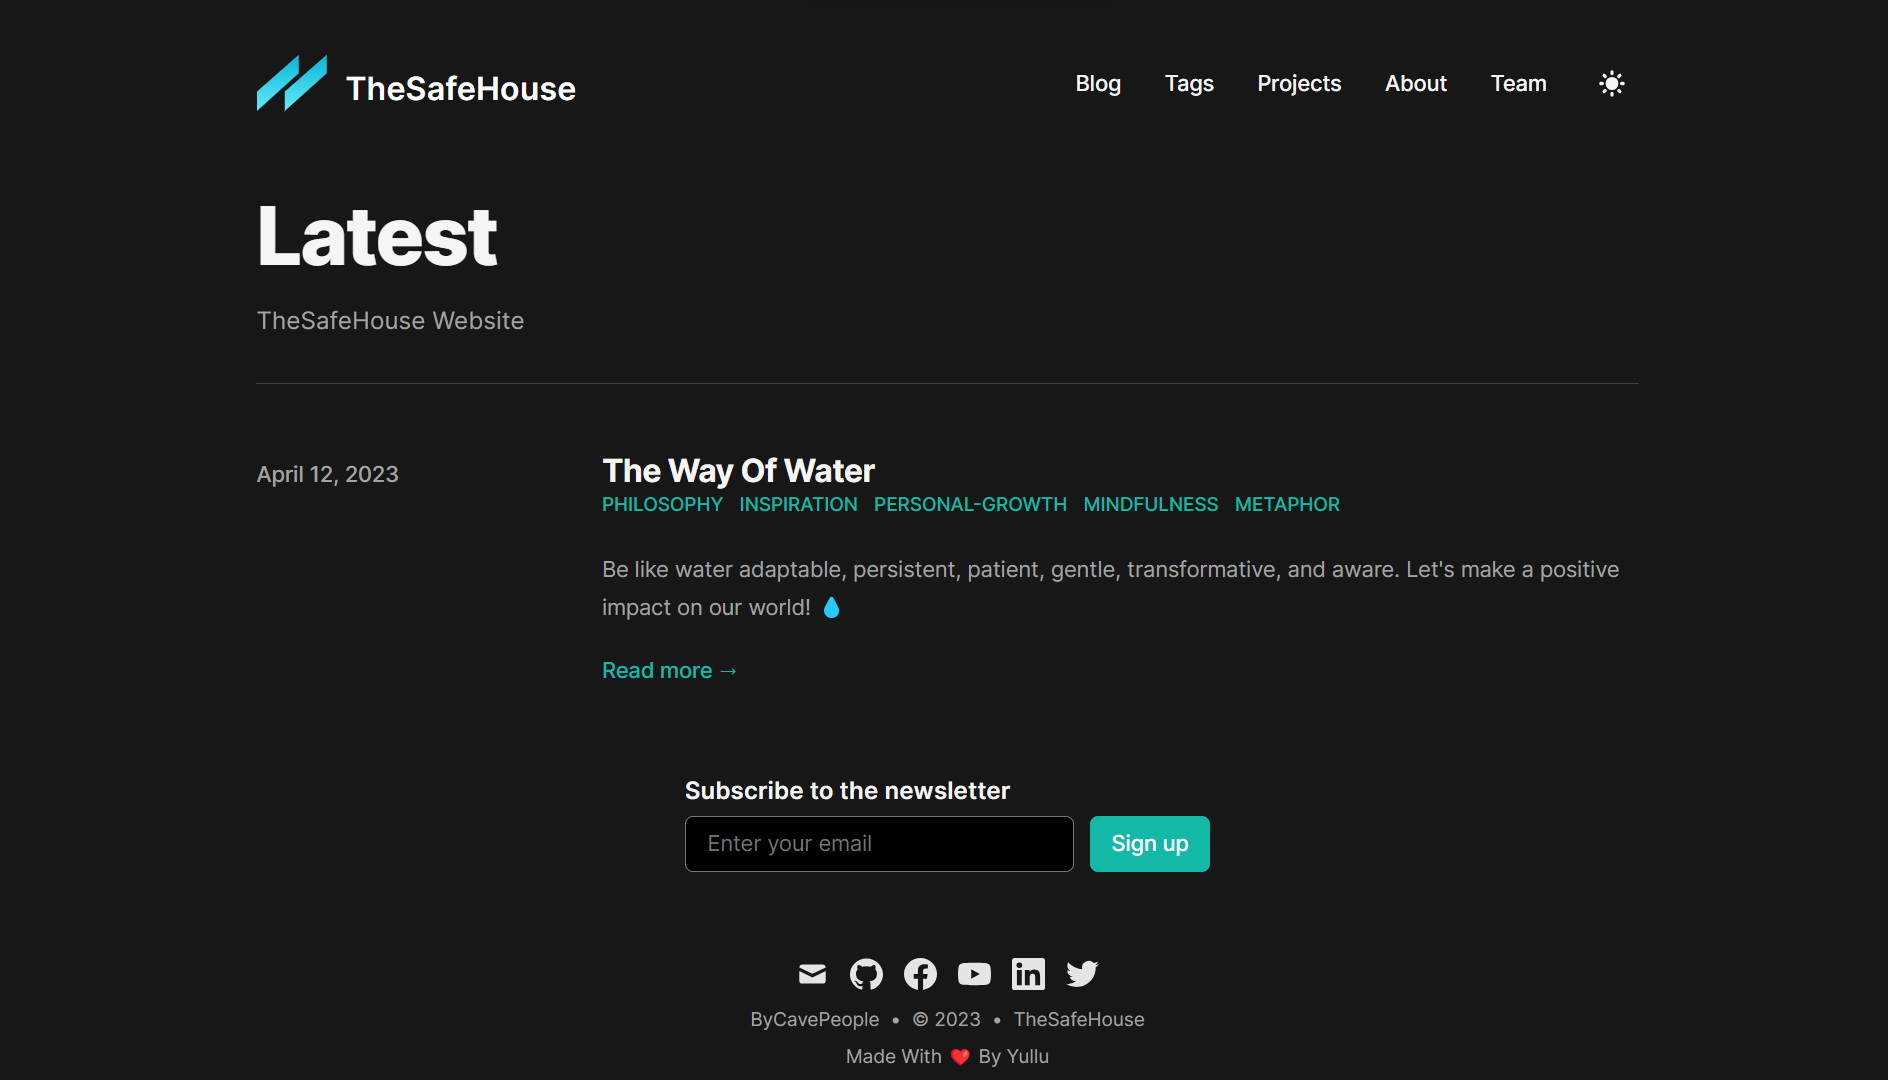 TheSafeHouse
Blog Tags Projects About Team
Latest
TheSafeHouse Website
April 12, 2023
The Way Of Water
PHILOSOPHY INSPIRATION PERSONAL-GROWTH MINDFULNESS METAPHOR
Be like water adaptable, persistent, patient, gentle, transformative, and aware. Let's make a positive
impact on our world! 💧
Read more →
Subscribe to the newsletter
Enter your email
Sign up
ByCavePeople • © 2023 • TheSafeHouse
Made With ❤️ By Yullu